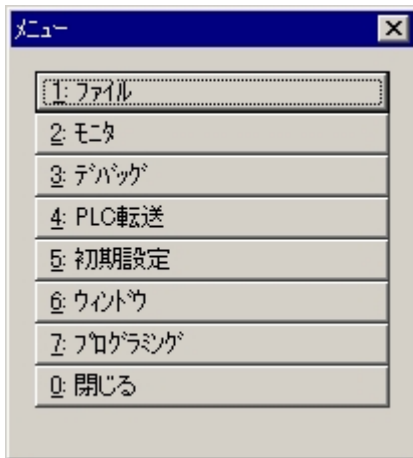 ﾒﾆｭｰ
1: ﾌｧｲﾙ
2: ﾓﾆﾀ
3: ﾃﾞﾊﾞｯｸﾞ
4: PLC転送
5: 初期設定
6: ｳｨﾝﾄﾞｳ
7: ﾌﾟﾛｸﾞﾗﾐﾝｸﾞ
0: 閉じる